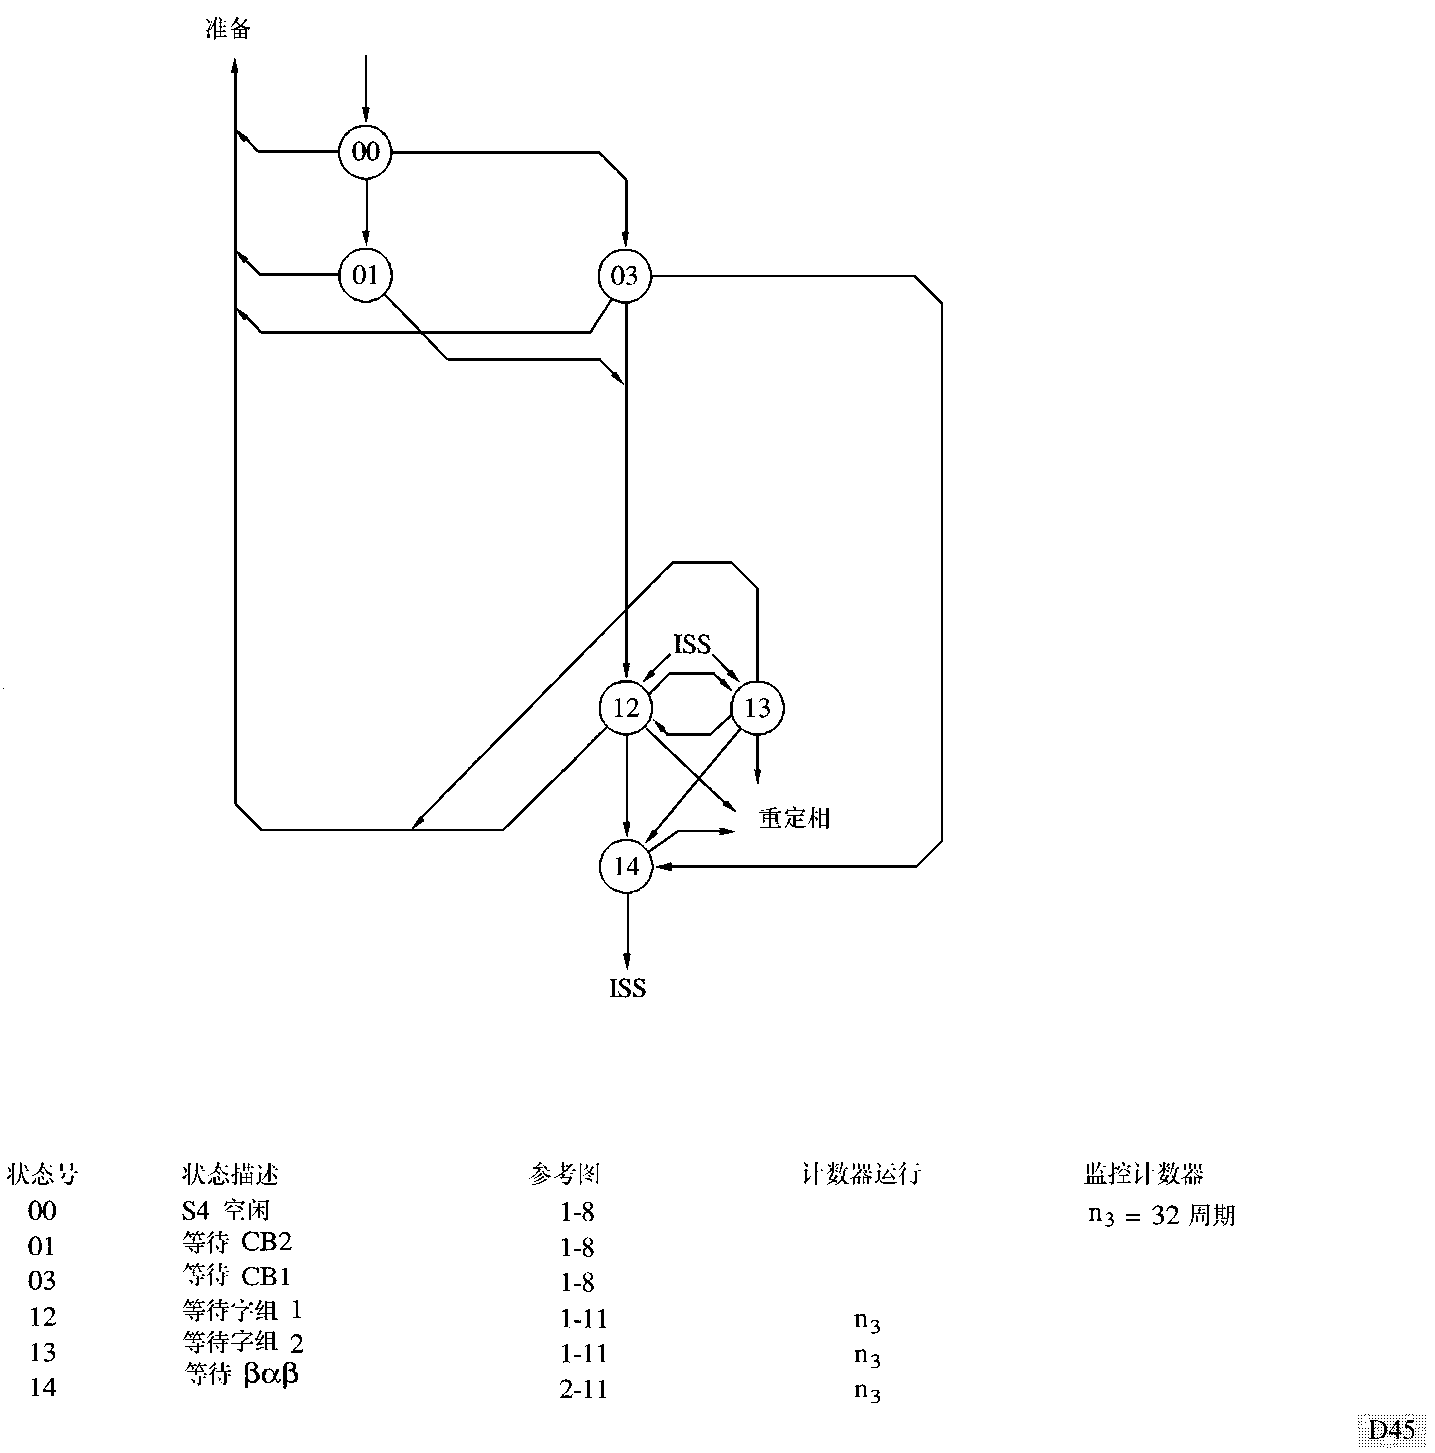 准备
00
01
03
ISS
12
13
重定相
14
ISS
状态号 状态描述 参考图 计数器运行 监控计数器
00 S4 空闲 1-8 n3 = 32 周期
01 等待 CB2 1-8
03 等待 CB1 1-8
12 等待字组 1 1-11 n3
13 等待字组 2 1-11 n3
14 等待 βαβ 2-11 n3
D45